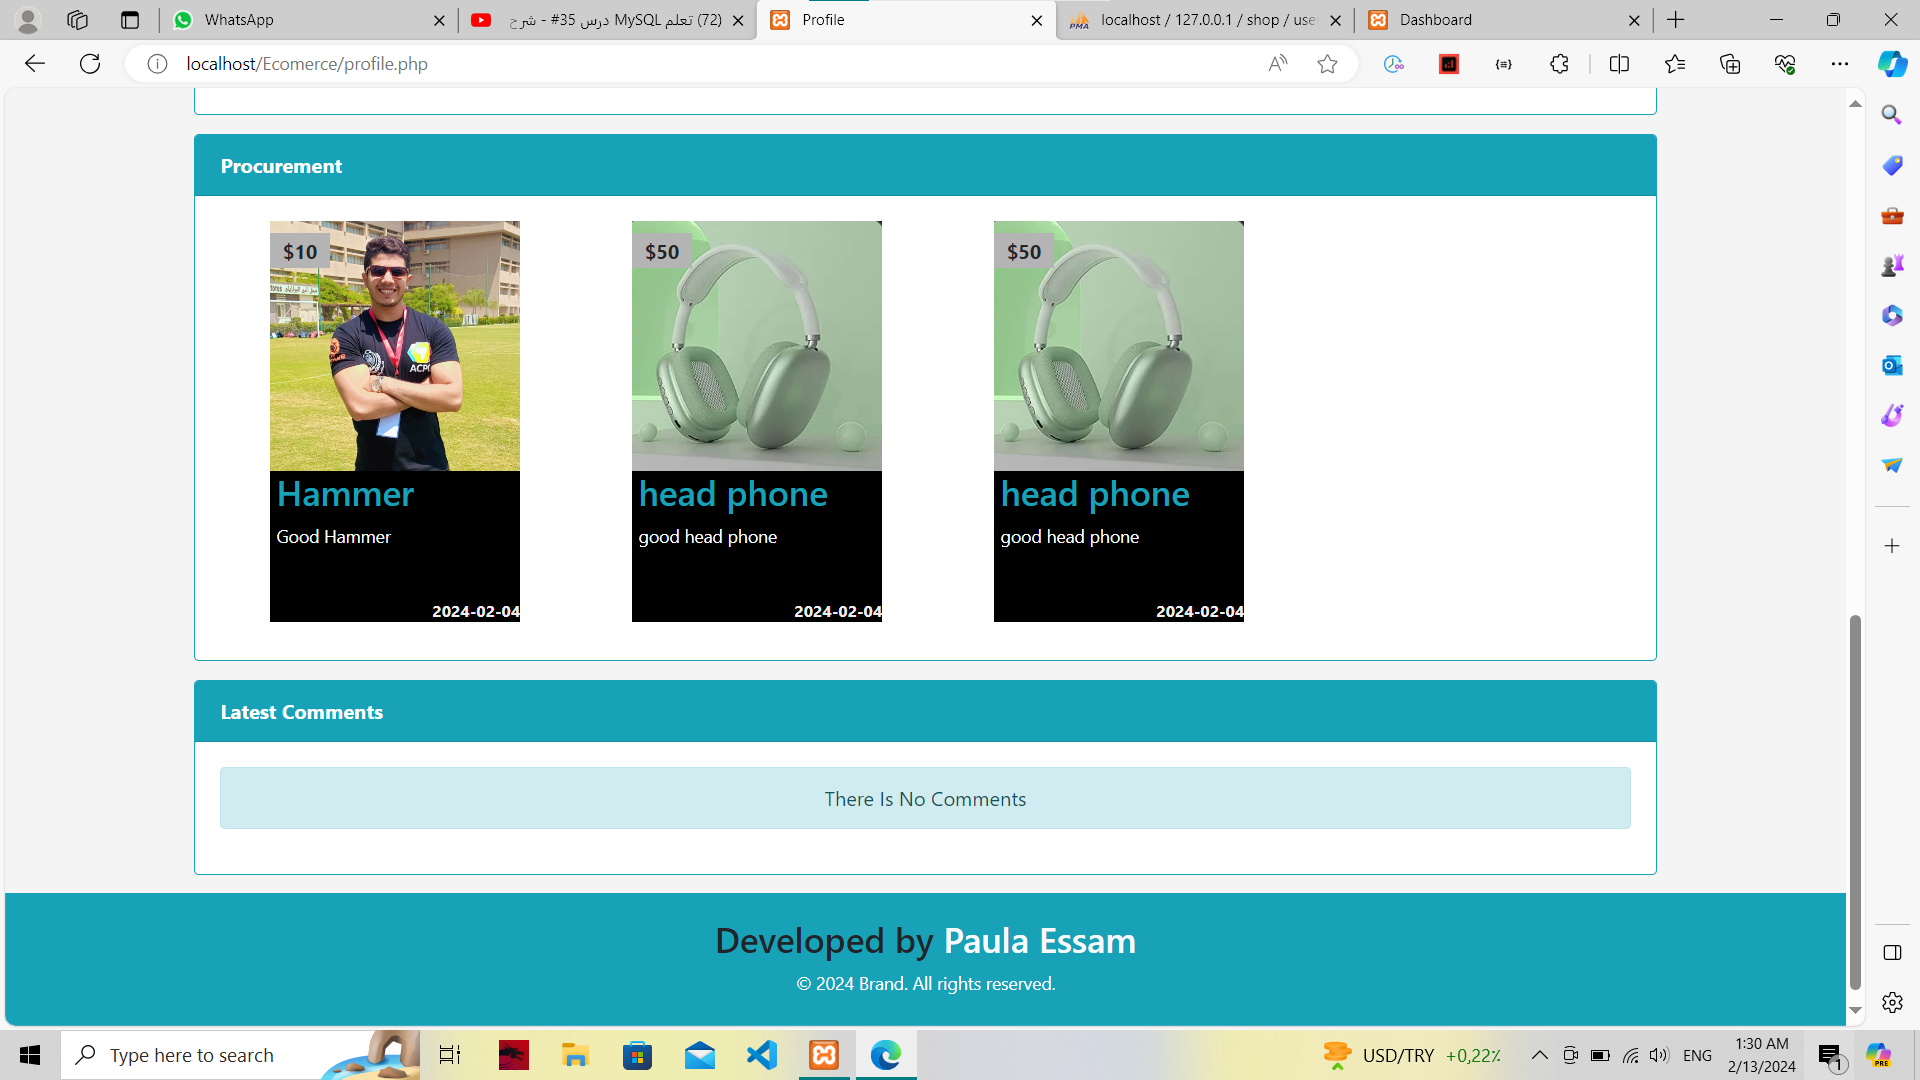 WhatsApp
(72) تعلم MySQL درس 35# - شرح
Profile
localhost / 127.0.0.1 / shop / use
Dashboard
localhost/Ecomerce/profile.php
Procurement
$10
$50
$50
ACPC
Hammer
head phone
head phone
Good Hammer
good head phone
good head phone
2024-02-04
2024-02-04
2024-02-04
Latest Comments
There Is No Comments
Developed by Paula Essam
© 2024 Brand. All rights reserved.
Type here to search
USD/TRY +0,22%
ENG
1:30 AM
2/13/2024
1
PRE